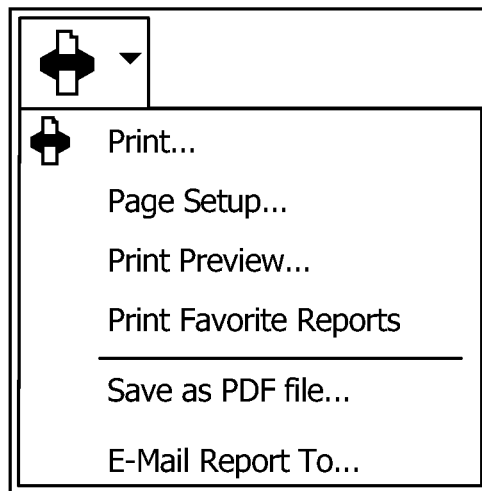 Print...
Page Setup...
Print Preview...
Print Favorite Reports
Save as PDF file...
E-Mail Report To...